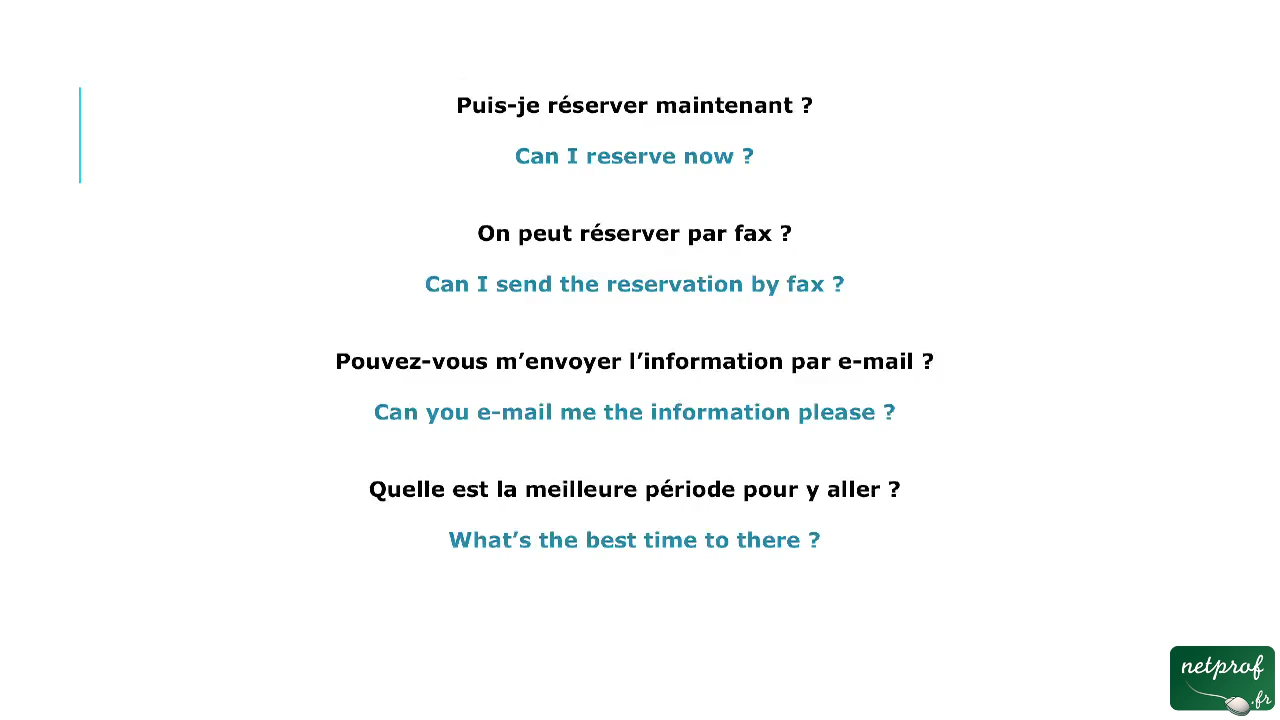 Puis-je réserver maintenant ?
Can I reserve now ?
On peut réserver par fax ?
Can I send the reservation by fax ?
Pouvez-vous m’envoyer l’information par e-mail ?
Can you e-mail me the information please ?
Quelle est la meilleure période pour y aller ?
What’s the best time to there ?
netprof
.fr